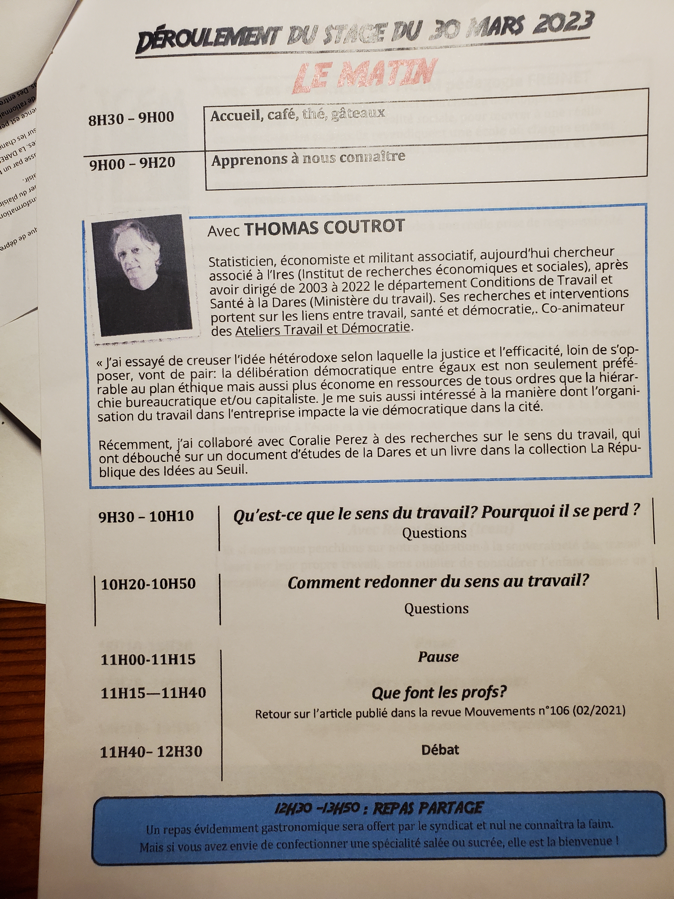 DÉROULEMENT DU STAGE DU 30 MARS 2023
LE MATIN
8H30 – 9H00 Accueil, café, thé, gâteaux
9H00 – 9H20 Apprenons à nous connaître
Avec THOMAS COUTROT
Statisticien, économiste et militant associatif, aujourd'hui chercheur
associé à l'Ires (Institut de recherches économiques et sociales), après
avoir dirigé de 2003 à 2022 le département Conditions de Travail et
Santé à la Dares (Ministère du travail). Ses recherches et interventions
portent sur les liens entre travail, santé et démocratie,. Co-animateur
des Ateliers Travail et Démocratie.
« J'ai essayé de creuser l'idée hétérodoxe selon laquelle la justice et l'efficacité, loin de s'op-
poser, vont de pair: la délibération démocratique entre égaux est non seulement préfé-
rable au plan éthique mais aussi plus économe en ressources de tous ordres que la hiérar-
chie bureaucratique et/ou capitaliste. Je me suis aussi intéressé à la manière dont l'organi-
sation du travail dans l'entreprise impacte la vie démocratique dans la cité.
Récemment, j'ai collaboré avec Coralie Perez à des recherches sur le sens du travail, qui
ont débouché sur un document d'études de la Dares et un livre dans la collection La Répu-
blique des Idées au Seuil.
9H30 – 10H10 Qu'est-ce que le sens du travail? Pourquoi il se perd ?
Questions
10H20-10H50 Comment redonner du sens au travail?
Questions
11H00-11H15 Pause
11H15—11H40 Que font les profs?
Retour sur l'article publié dans la revue Mouvements n°106 (02/2021)
11H40– 12H30 Débat
12H30 -13H50 : REPAS PARTAGE
Un repas évidemment gastronomique sera offert par le syndicat et nul ne connaîtra la faim.
Mais si vous avez envie de confectionner une spécialité salée ou sucrée, elle est la bienvenue !